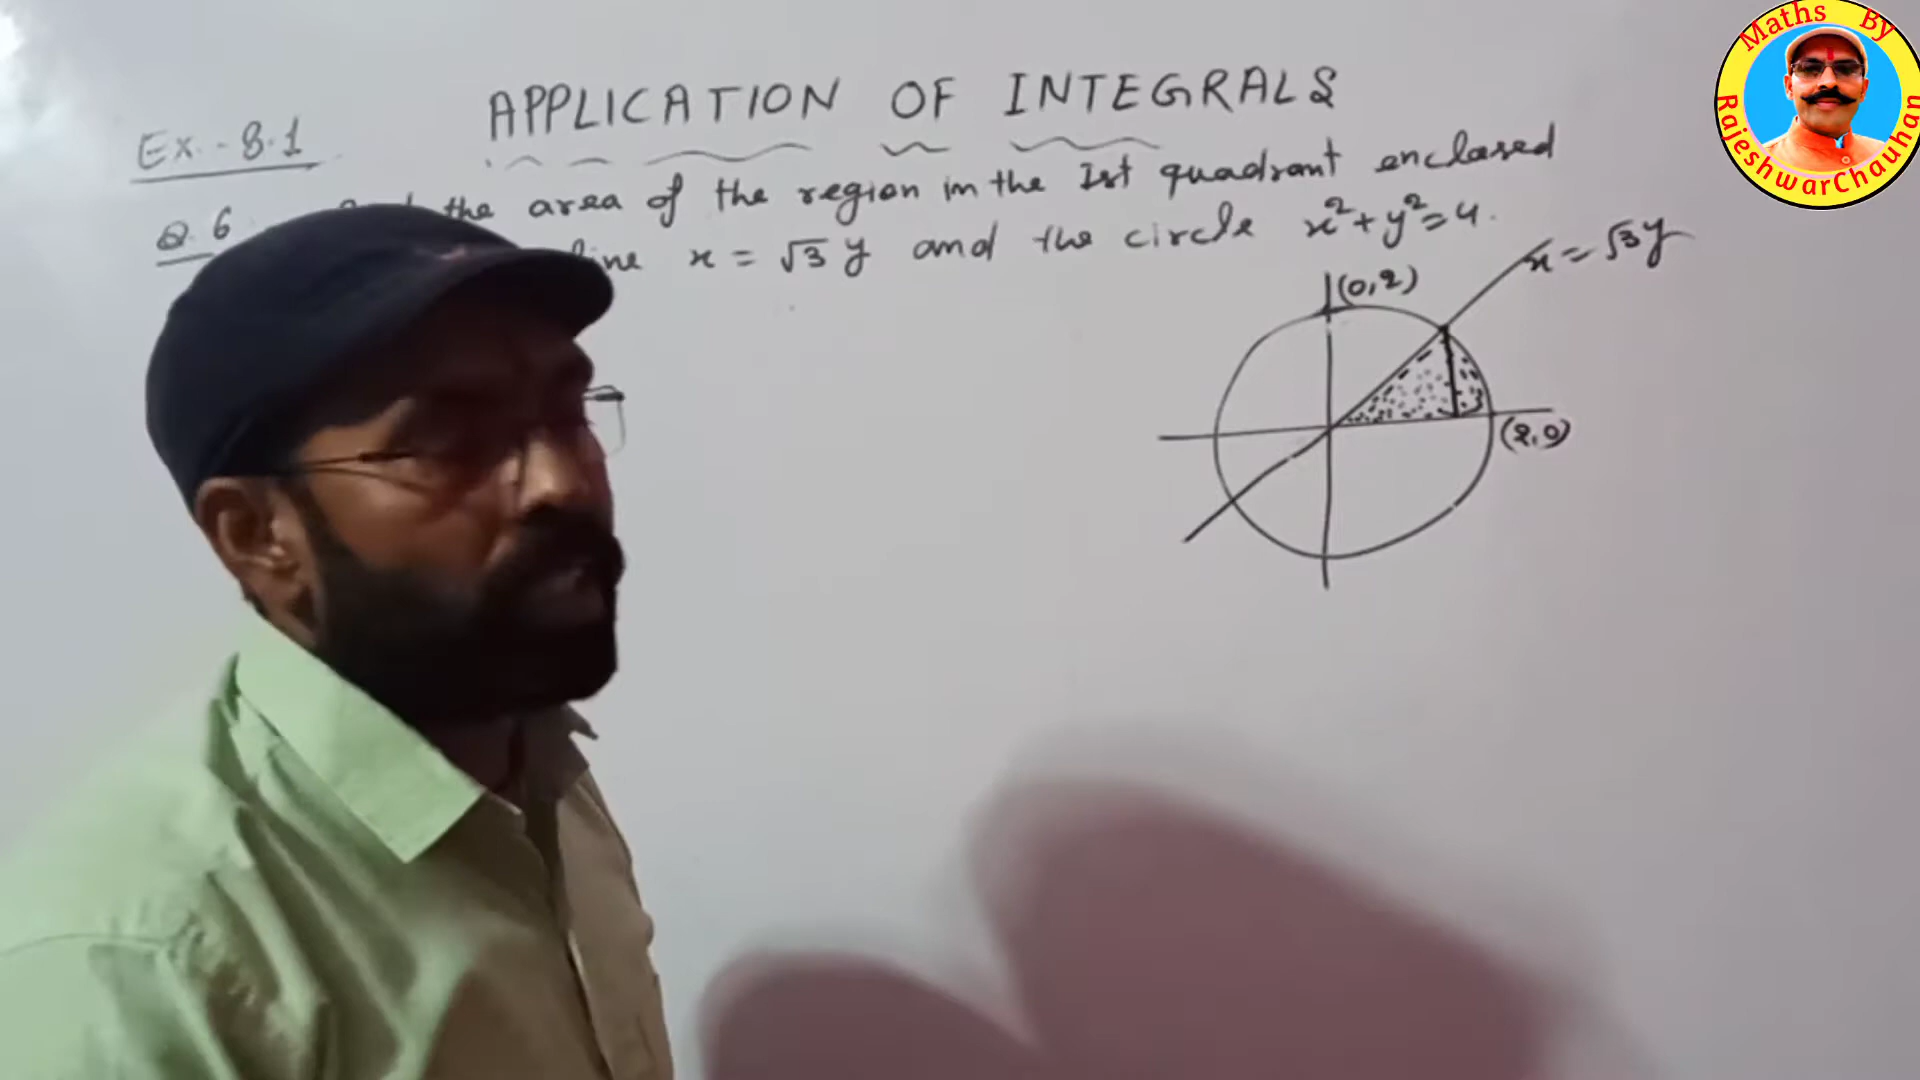 Maths By
RajeshwarChauhan
APPLICATION OF INTEGRALS
Ex.-8.1
Q.6 the area of the region in the Ist quadrant enclosed
line x = √3 y and the circle x²+y²=4.
x = √3y
(0,2)
(2,0)